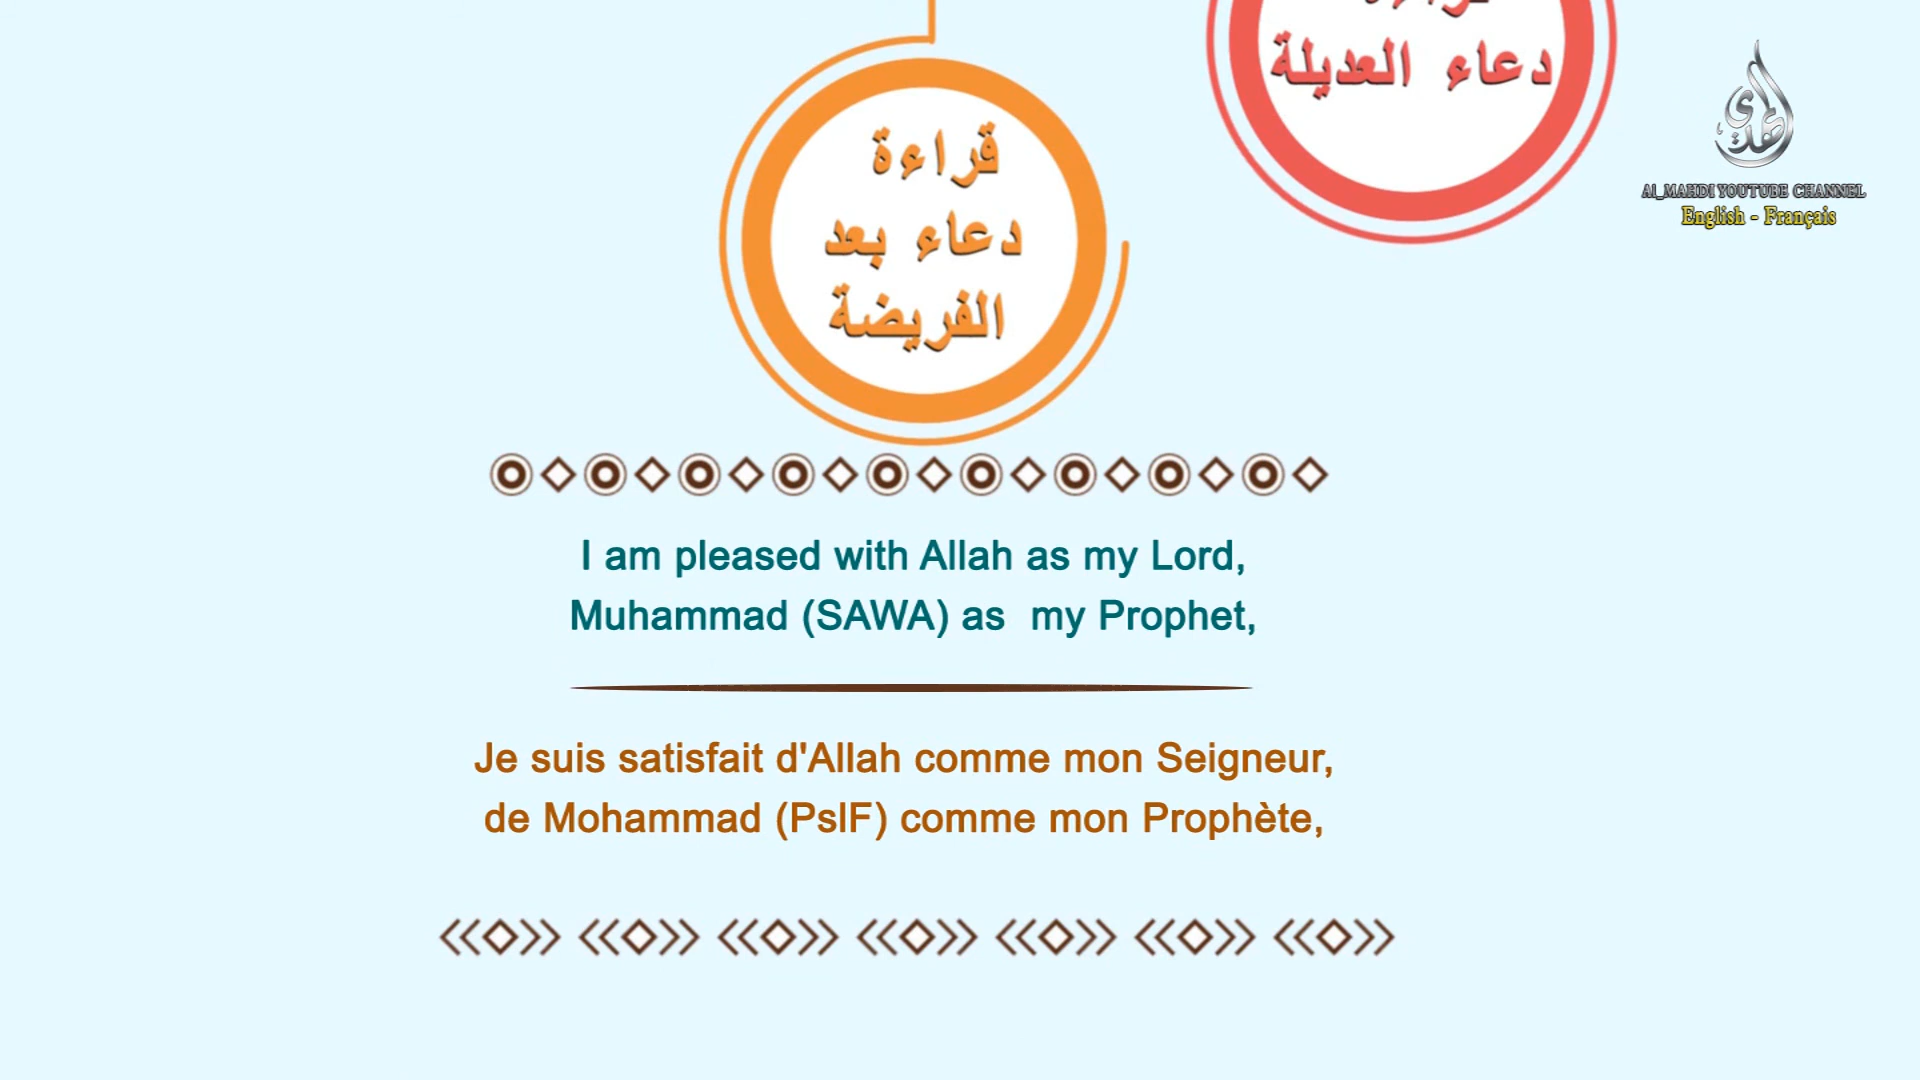 دعاء العديلة
قراءة
دعاء بعد
الفريضة
Al_MAHDI YOUTUBE CHANNEL
English - Français
I am pleased with Allah as my Lord,
Muhammad (SAWA) as  my Prophet,
Je suis satisfait d'Allah comme mon Seigneur,
de Mohammad (PslF) comme mon Prophète,